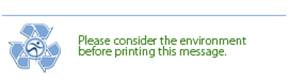 Please consider the environment
before printing this message.